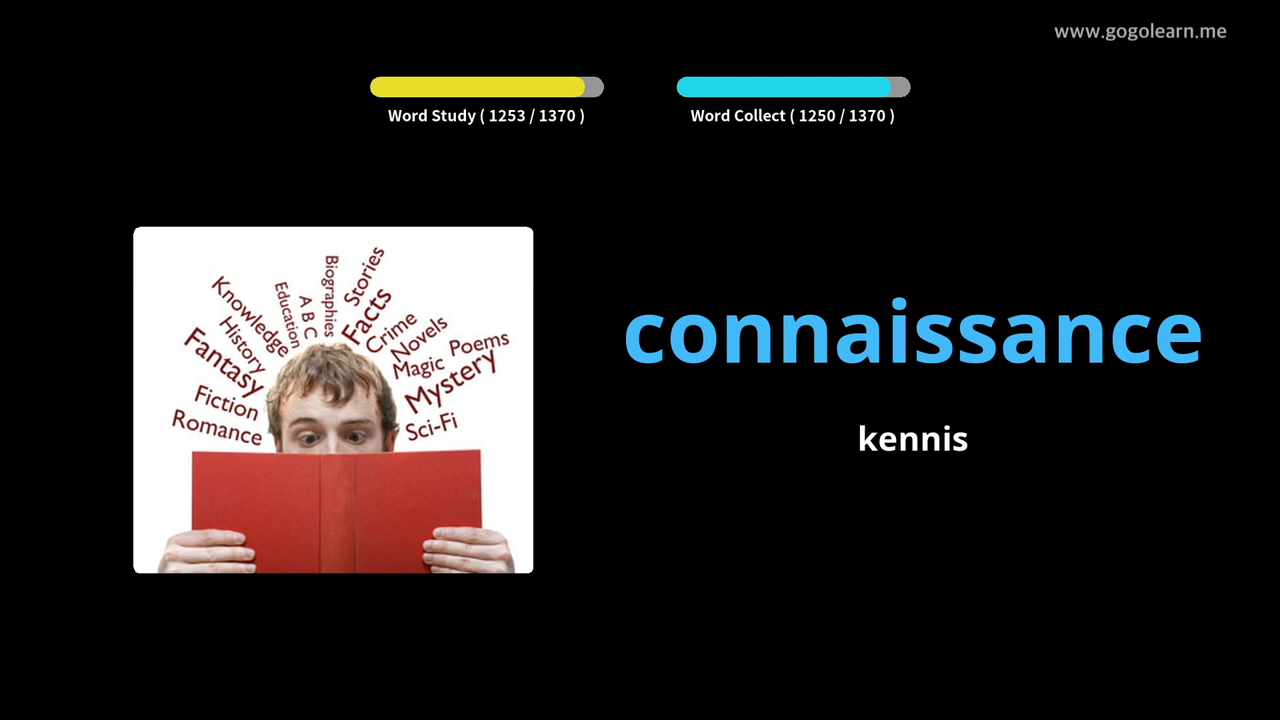 www.gogolearn.me
Word Study ( 1253 / 1370 )
Word Collect ( 1250 / 1370 )
Stories
Biographies
Facts
A B C
Education
Knowledge
Crime
Novels
History
Poems
Magic
Fantasy
Mystery
Fiction
Sci-Fi
Romance
connaissance
kennis